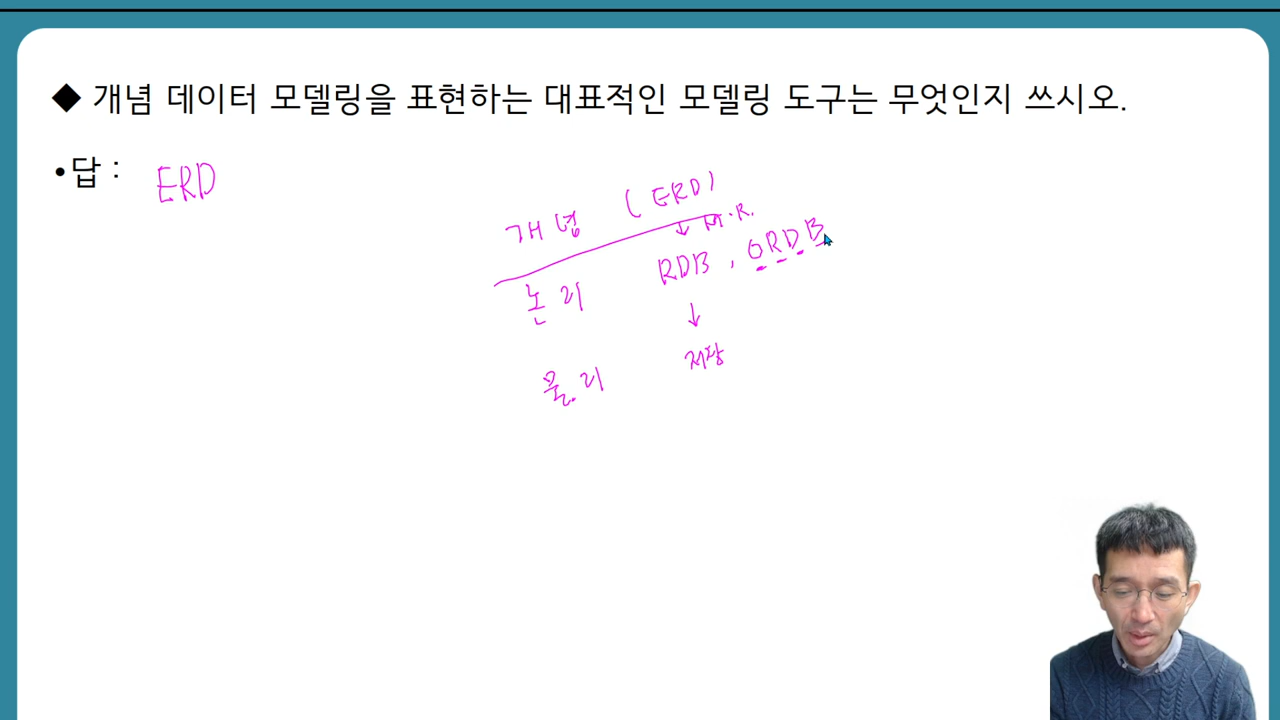 ◆ 개념 데이터 모델링을 표현하는 대표적인 모델링 도구는 무엇인지 쓰시오.
•답 : ERD
개념 (ERD)
↓ M.R.
논리 RDB, ORDB
↓
물리 저장